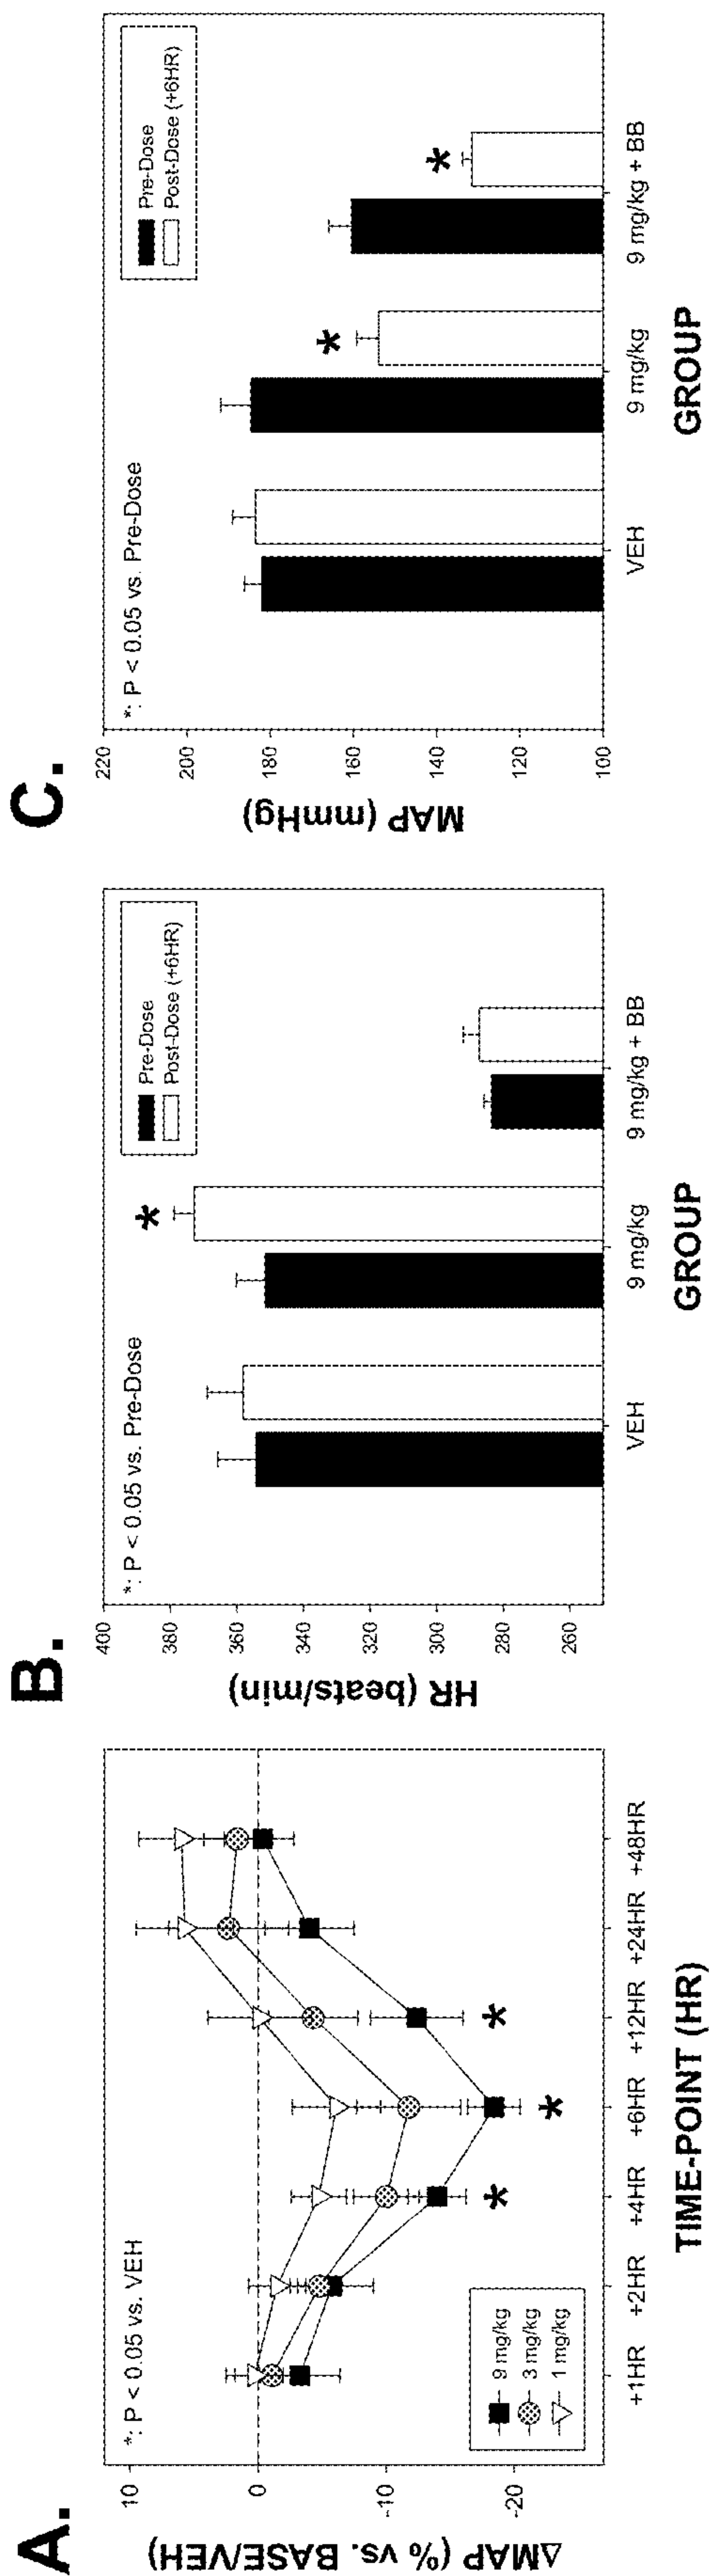 A.
*: P < 0.05 vs. VEH
ΔMAP (% vs. BASE/VEH)
10
0
-10
-20
9 mg/kg
3 mg/kg
1 mg/kg
*
*
*
+1HR +2HR +4HR +6HR +12HR +24HR +48HR
TIME-POINT (HR)
B.
*: P < 0.05 vs. Pre-Dose
Pre-Dose
Post-Dose (+6HR)
HR (beats/min)
400
380
360
340
320
300
280
260
*
VEH 9 mg/kg 9 mg/kg + BB
GROUP
C.
*: P < 0.05 vs. Pre-Dose
Pre-Dose
Post-Dose (+6HR)
MAP (mmHg)
220
200
180
160
140
120
100
*
*
VEH 9 mg/kg 9 mg/kg + BB
GROUP